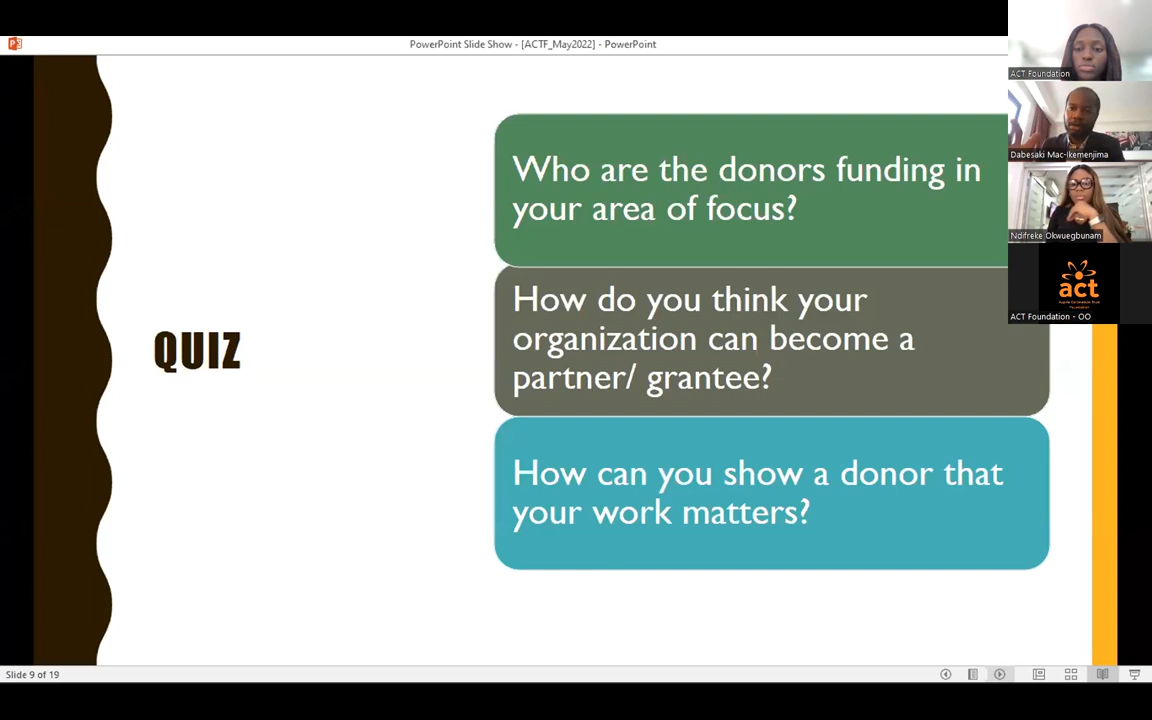 PowerPoint Slide Show - [ACTF_May2022] - PowerPoint
QUIZ
Who are the donors funding in
your area of focus?
How do you think your
organization can become a
partner/ grantee?
How can you show a donor that
your work matters?
ACT Foundation
Dabesaki Mac-Ikemenjima
Ndifreke Okwuegbunam
act
ACT Foundation - OO
Slide 9 of 19